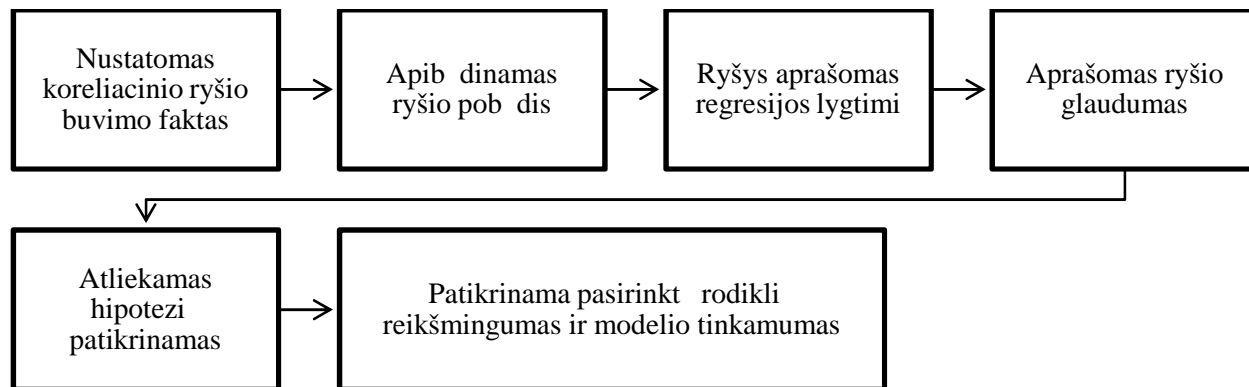 Nustatomas
koreliacinio ryšio
buvimo faktas
Apib dinamas
ryšio pob dis
Ryšys aprašomas
regresijos lygtimi
Aprašomas ryšio
glaudumas
Atliekamas
hipotezi
patikrinamas
Patikrinama pasirinkt rodikli
reikšmingumas ir modelio tinkamumas